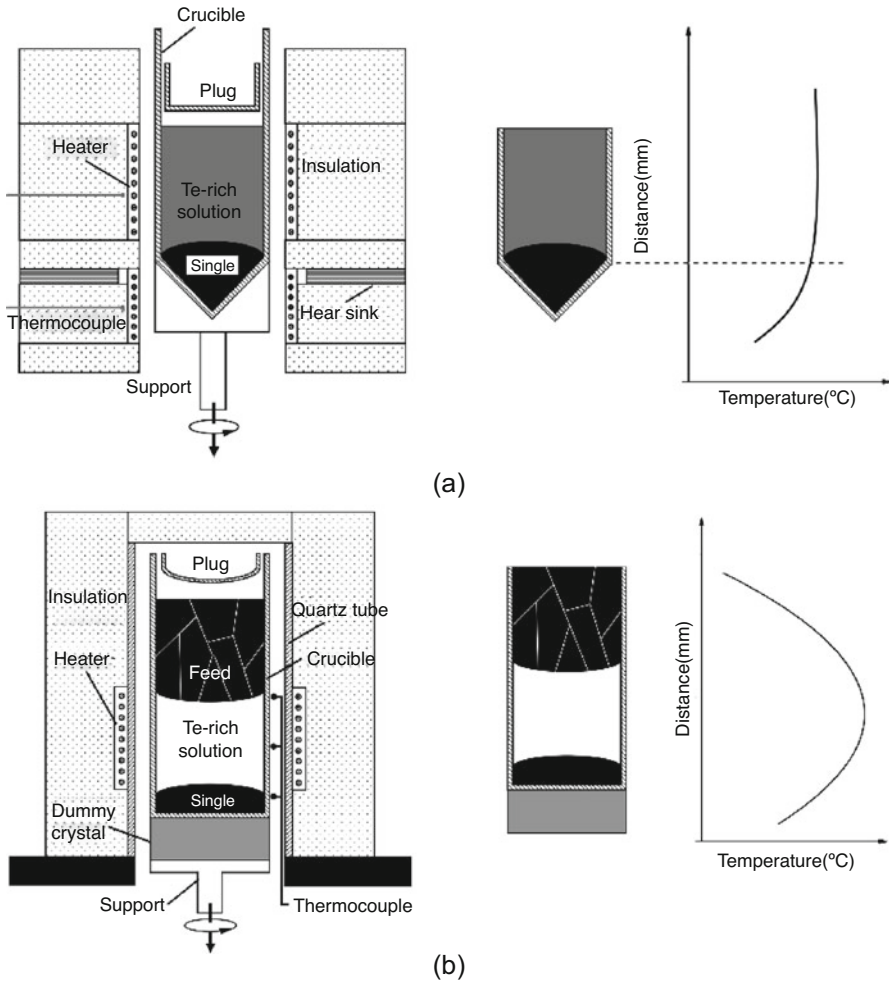 Crucible
Plug
Heater
Insulation
Te-rich
solution
Single
Hear sink
Thermocouple
Support
Distance(mm)
Temperature(ºC)
(a)
Plug
Insulation
Quartz tube
Heater
Crucible
Feed
Te-rich
solution
Single
Dummy
crystal
Support
Thermocouple
Distance(mm)
Temperature(ºC)
(b)